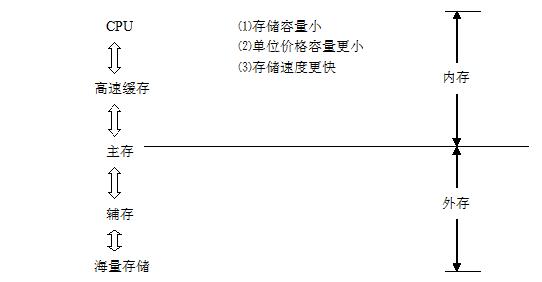 CPU
⑴存储容量小
⑵单位价格容量更小
⑶存储速度更快
内存
高速缓存
主存
外存
辅存
海量存储